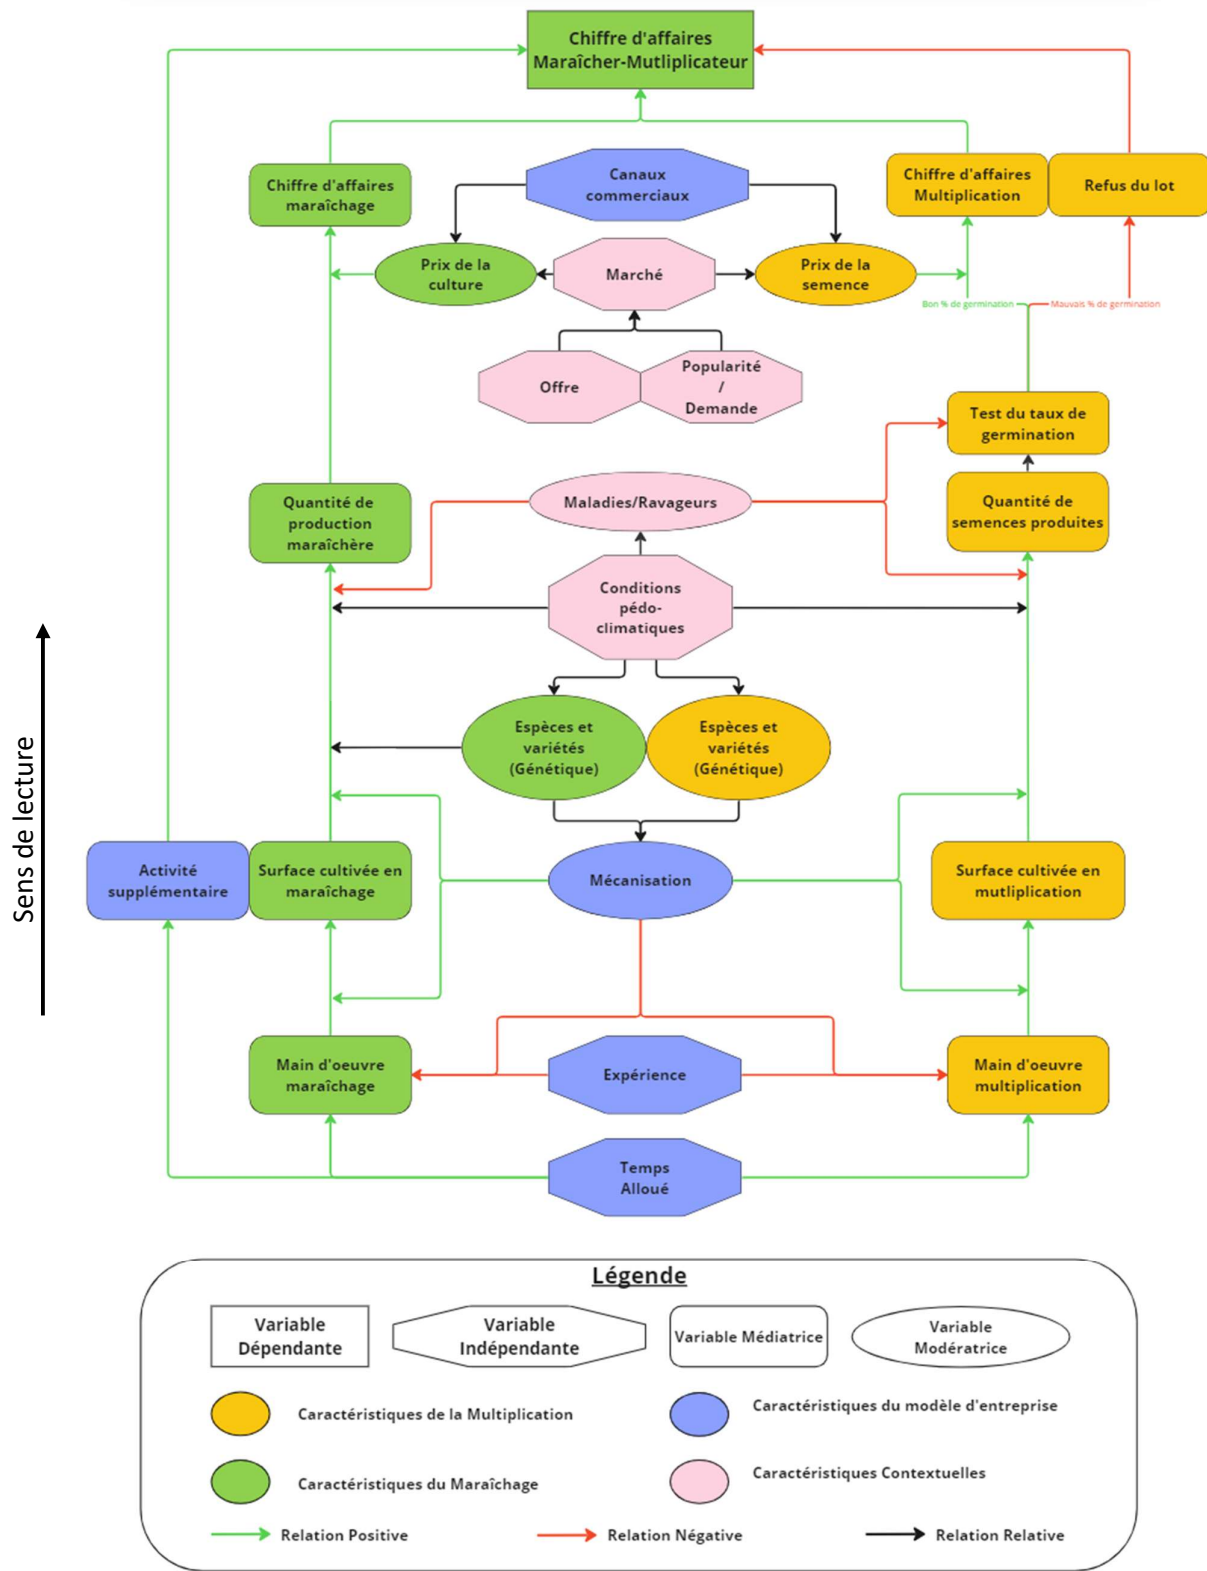 Chiffre d'affaires
Maraîcher-Mutliplicateur
Chiffre d'affaires
maraîchage
Canaux
commerciaux
Chiffre d'affaires
Multiplication
Refus du lot
Prix de la
culture
Marché
Prix de la
semence
Bon % de germination
Mauvais % de germination
Offre
Popularité
/
Demande
Test du taux de
germination
Quantité de
production
maraîchère
Maladies/Ravageurs
Quantité de
semences produites
Conditions
pédo-
climatiques
Espèces et
variétés
(Génétique)
Espèces et
variétés
(Génétique)
Sens de lecture
Activité
supplémentaire
Surface cultivée en
maraîchage
Mécanisation
Surface cultivée en
mutliplication
Main d'oeuvre
maraîchage
Expérience
Main d'oeuvre
multiplication
Temps
Alloué
Légende
Variable
Dépendante
Variable
Indépendante
Variable Médiatrice
Variable
Modératrice
Caractéristiques de la Multiplication
Caractéristiques du modèle d'entreprise
Caractéristiques du Maraîchage
Caractéristiques Contextuelles
Relation Positive
Relation Négative
Relation Relative